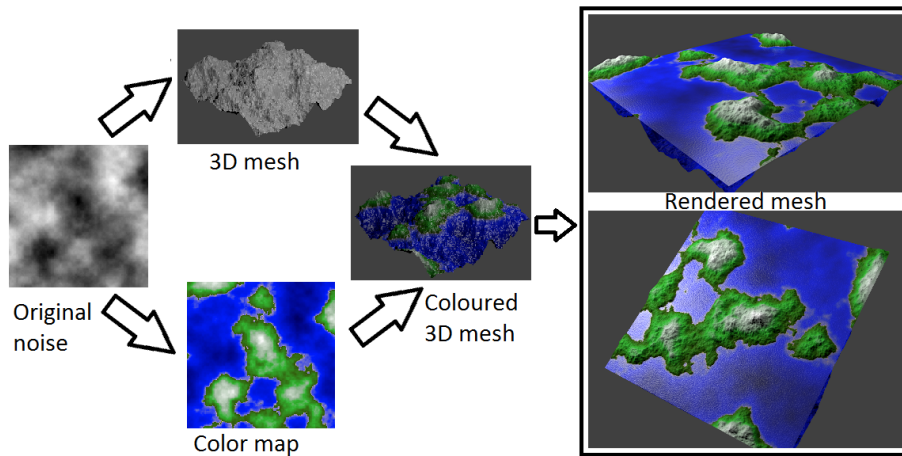 3D mesh
Original
noise
Color map
Coloured
3D mesh
Rendered mesh